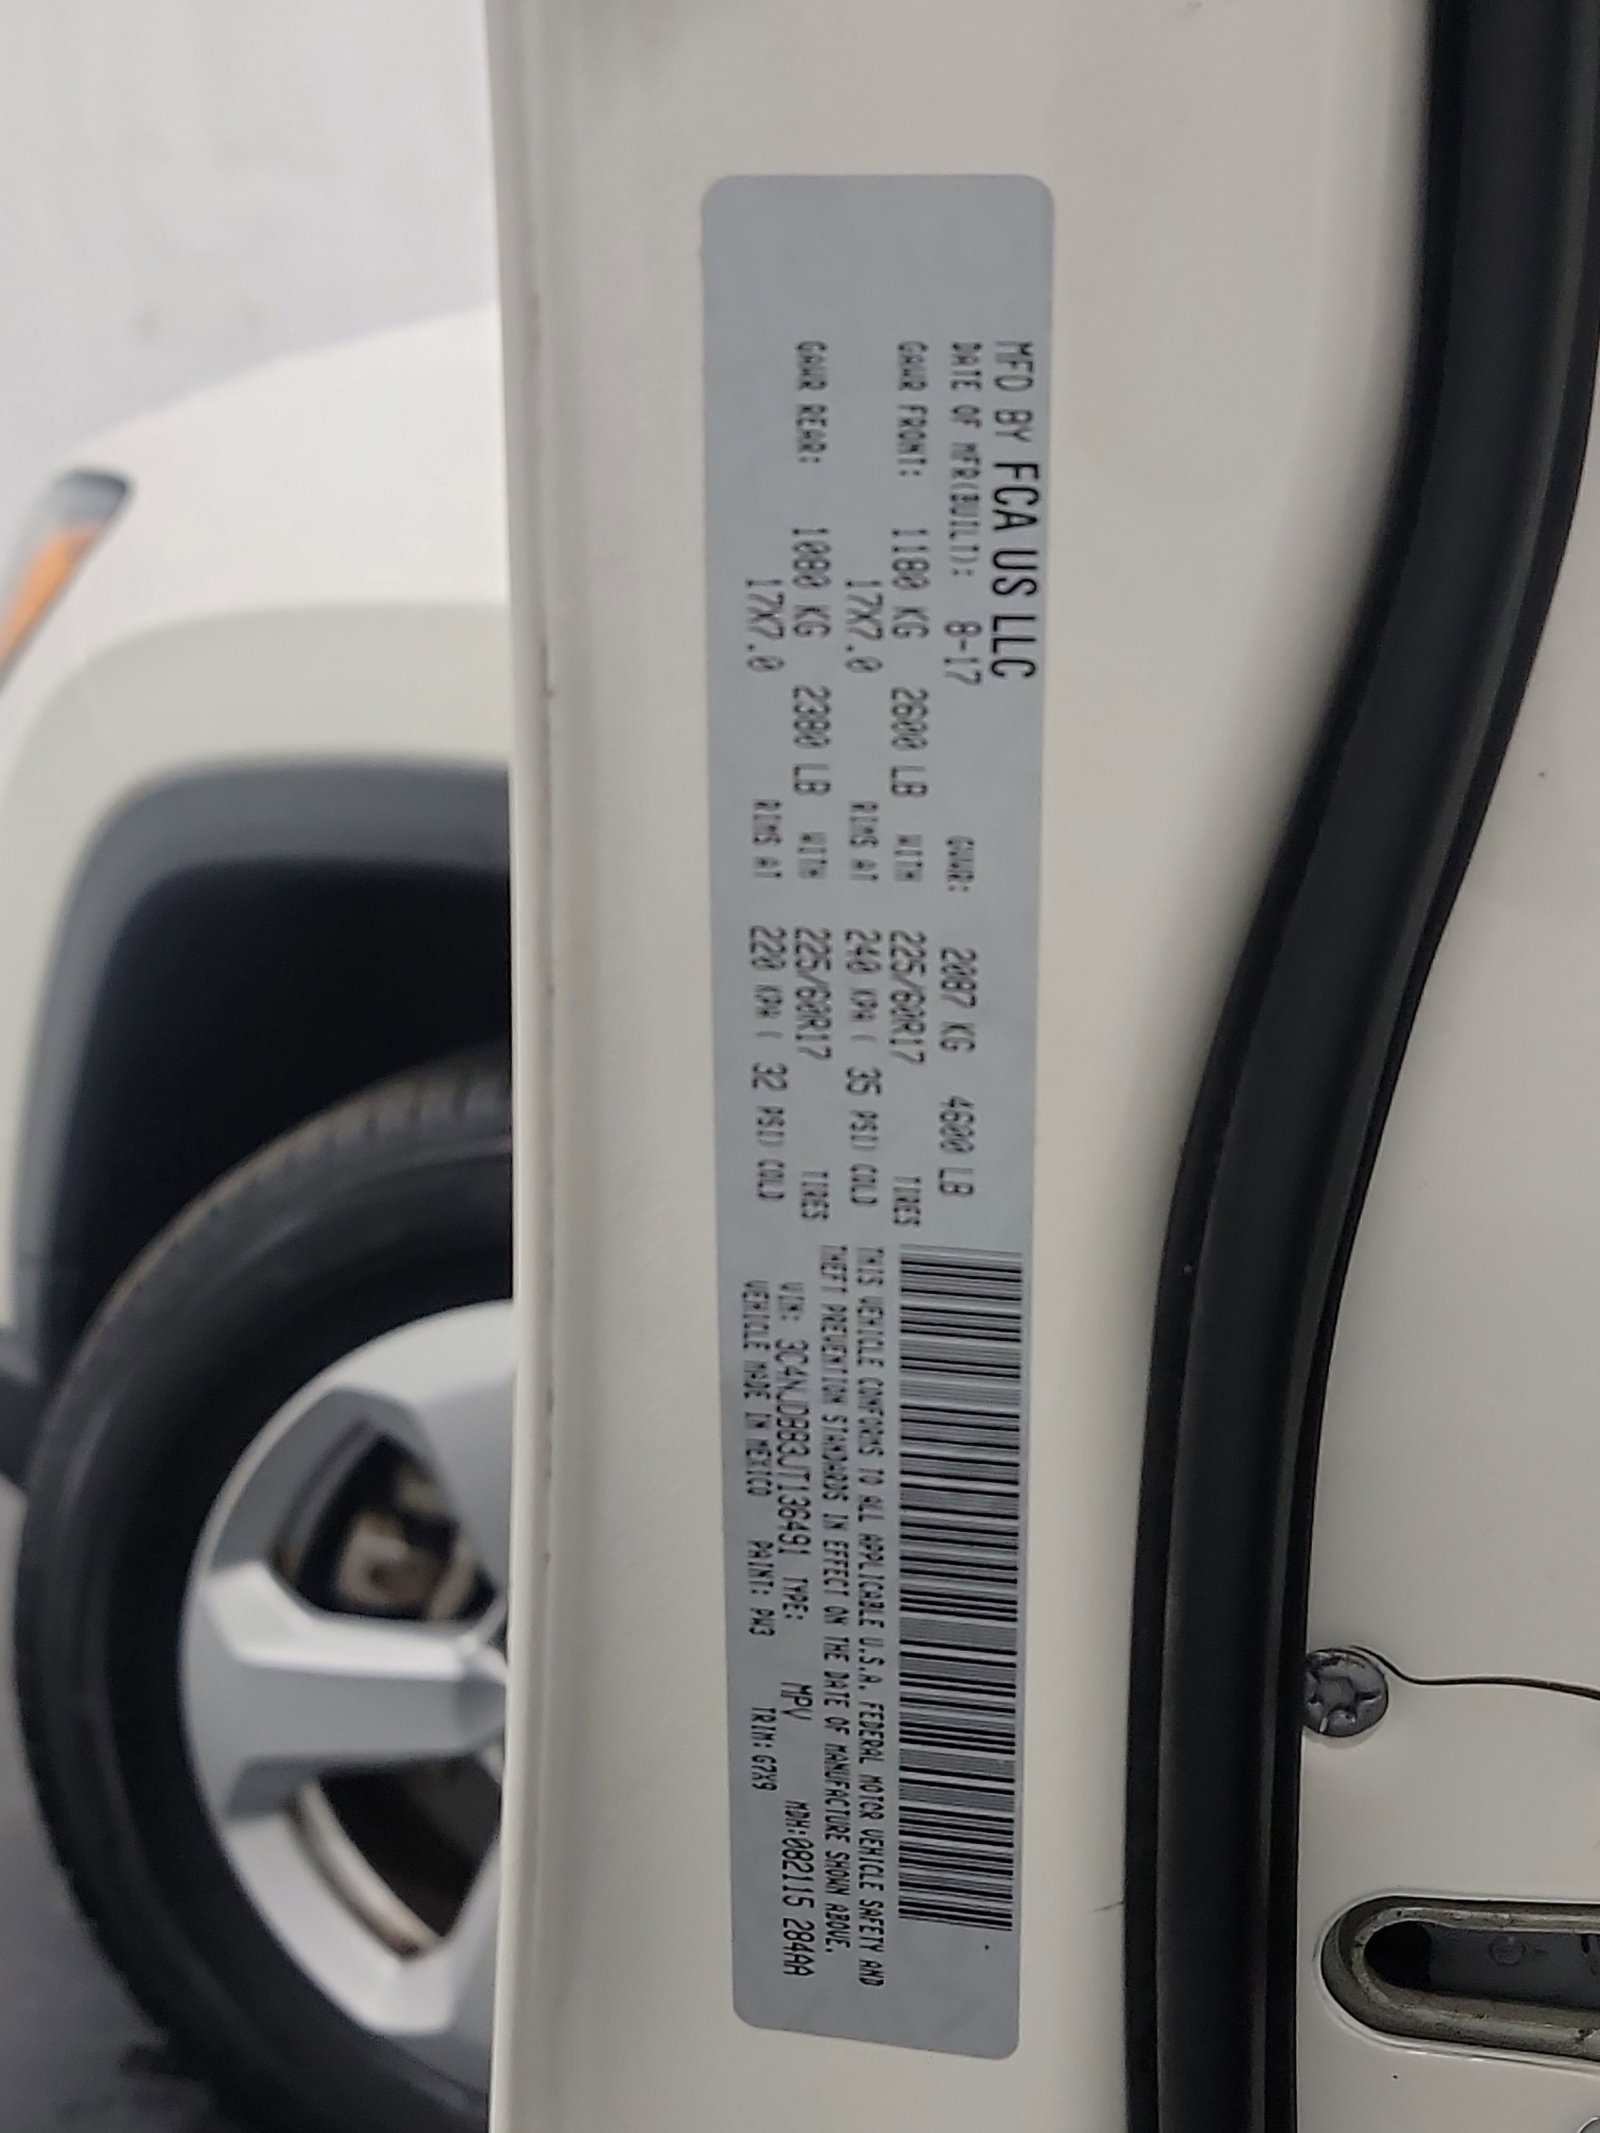 MFD BY FCA US LLC
DATE OF MFR(BUILT): 8-17 GVWR: 2087 KG 4600 LB
GAWR FRONT: 1180 KG 2600 LB WITH 225/60R17 TIRES
17X7.0 RIMS AT 240 KPA ( 35 PSI) COLD
GAWR REAR: 1080 KG 2380 LB WITH 225/60R17 TIRES
17X7.0 RIMS AT 220 KPA ( 32 PSI) COLD
THIS VEHICLE CONFORMS TO ALL APPLICABLE U.S.A. FEDERAL MOTOR VEHICLE SAFETY AND
THEFT PREVENTION STANDARDS IN EFFECT ON THE DATE OF MANUFACTURE SHOWN ABOVE.
VIN: 3C4NJDBB3JT136491 TYPE: MPV MDH:082115 284AA
VEHICLE MADE IN MEXICO PAINT: PW3 TRIM: G7X9